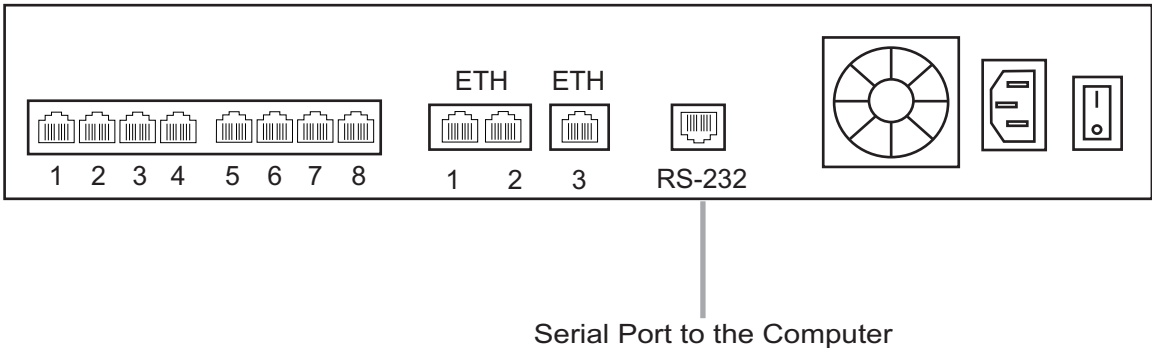 ETH ETH
1 2 3 4 5 6 7 8 1 2 3 RS-232
Serial Port to the Computer